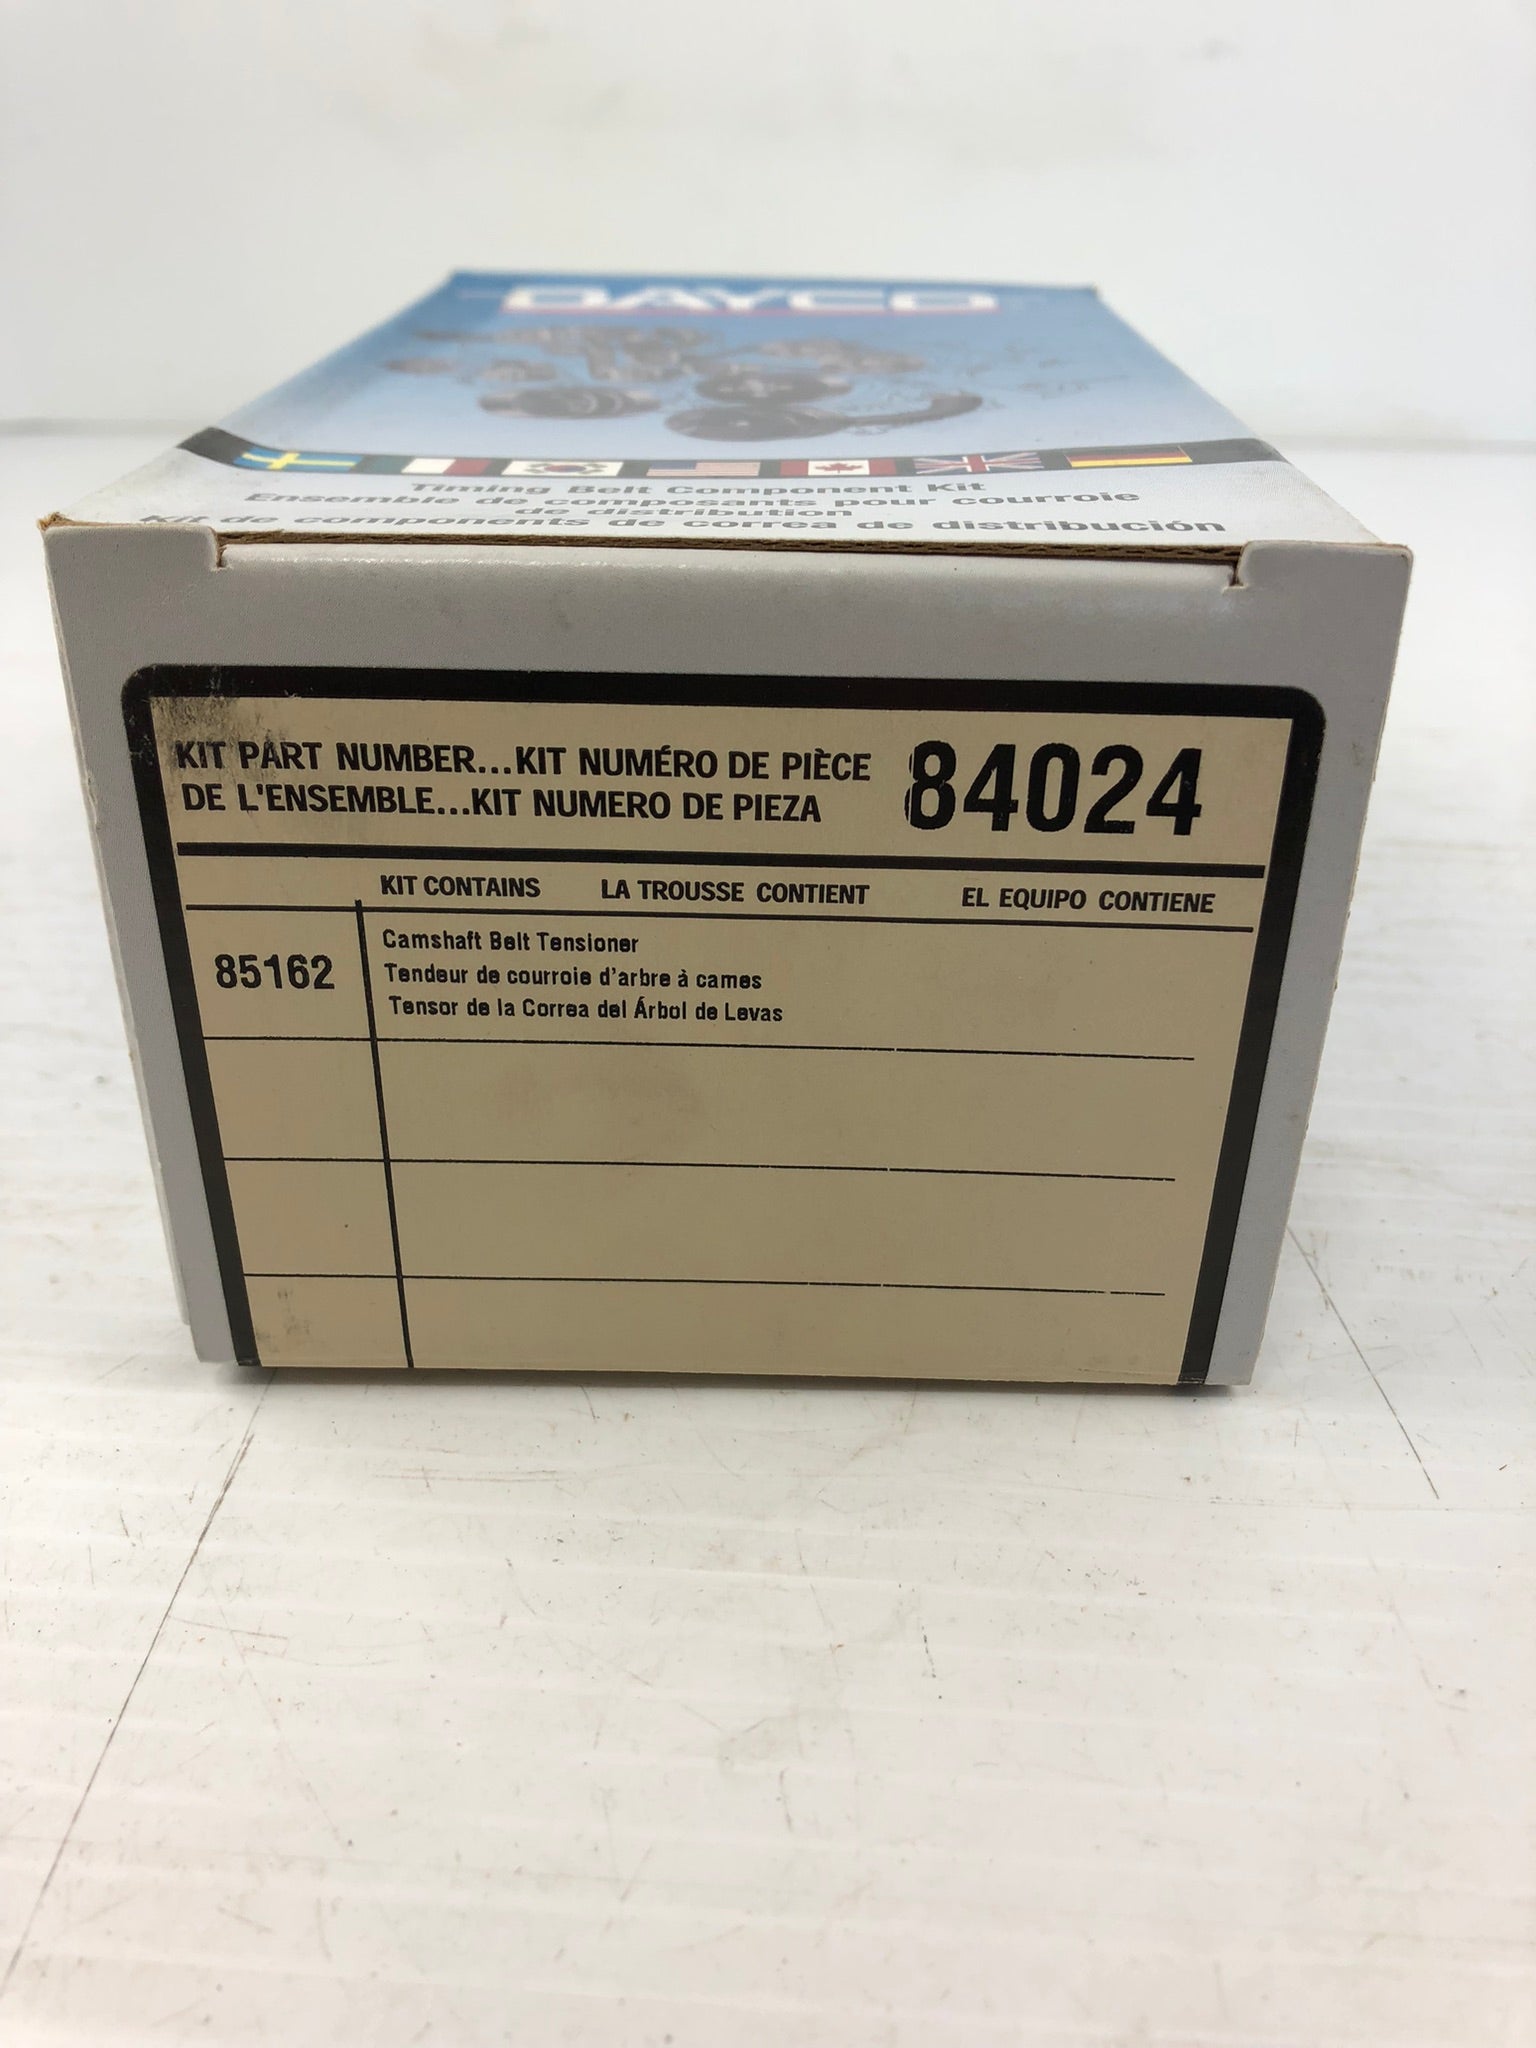 DAYCO
Timing Belt Component Kit
Ensemble de composants pour courroie
de distribution
Kit de componentes de correa de distribución
KIT PART NUMBER...KIT NUMÉRO DE PIÈCE
DE L'ENSEMBLE...KIT NUMERO DE PIEZA
84024
KIT CONTAINS LA TROUSSE CONTIENT EL EQUIPO CONTIENE
85162
Camshaft Belt Tensioner
Tendeur de courroie d'arbre à cames
Tensor de la Correa del Árbol de Levas